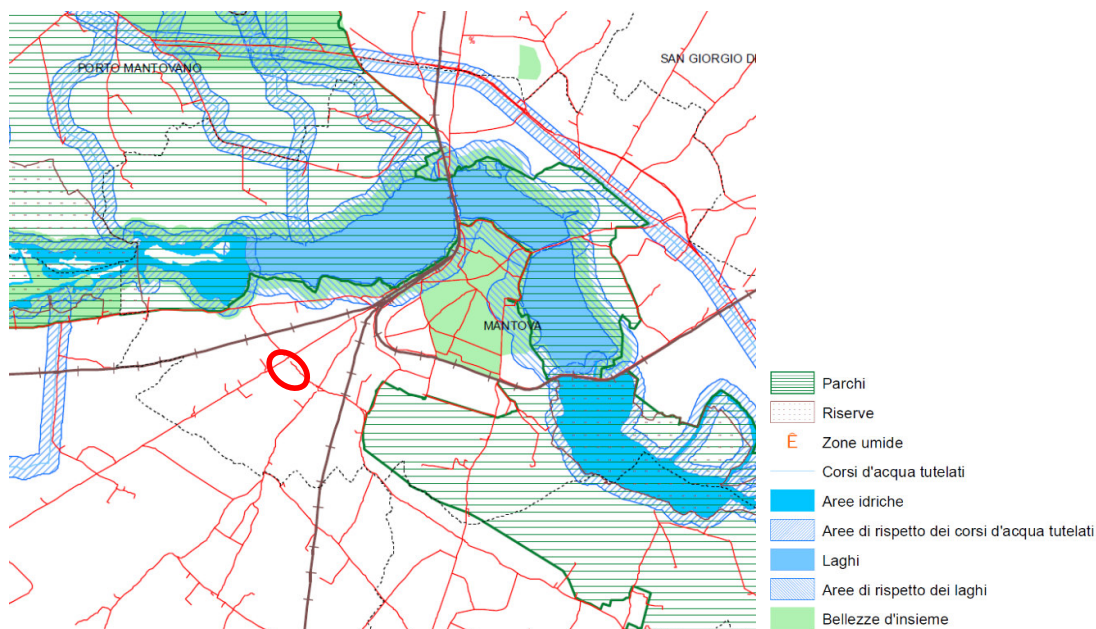 PORTO MANTOVANO
SAN GIORGIO DI
MANTOVA
Parchi
Riserve
Ê Zone umide
Corsi d'acqua tutelati
Aree idriche
Aree di rispetto dei corsi d'acqua tutelati
Laghi
Aree di rispetto dei laghi
Bellezze d'insieme